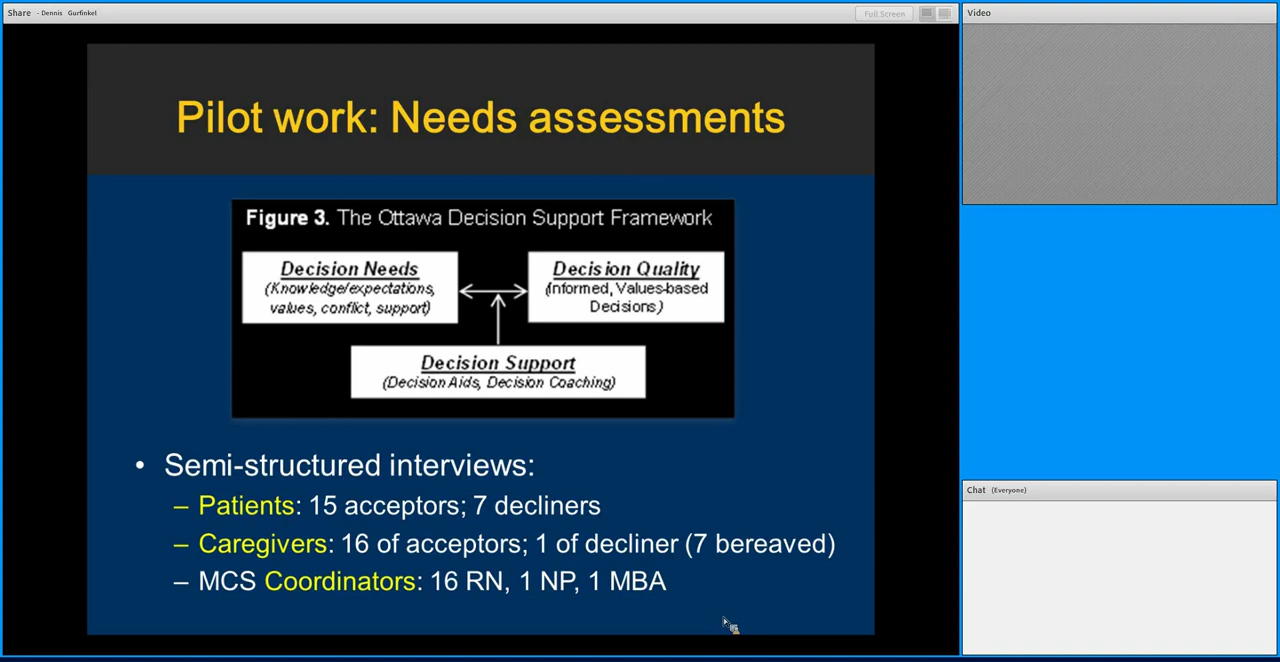 Share - Dennis Gurfinkel
Full Screen
Video
Pilot work: Needs assessments
Figure 3. The Ottawa Decision Support Framework
Decision Needs
(Knowledge/expectations,
values, conflict, support)
Decision Quality
(Informed, Values-based
Decisions)
Decision Support
(Decision Aids, Decision Coaching)
• Semi-structured interviews:
– Patients: 15 acceptors; 7 decliners
– Caregivers: 16 of acceptors; 1 of decliner (7 bereaved)
– MCS Coordinators: 16 RN, 1 NP, 1 MBA
Chat (Everyone)